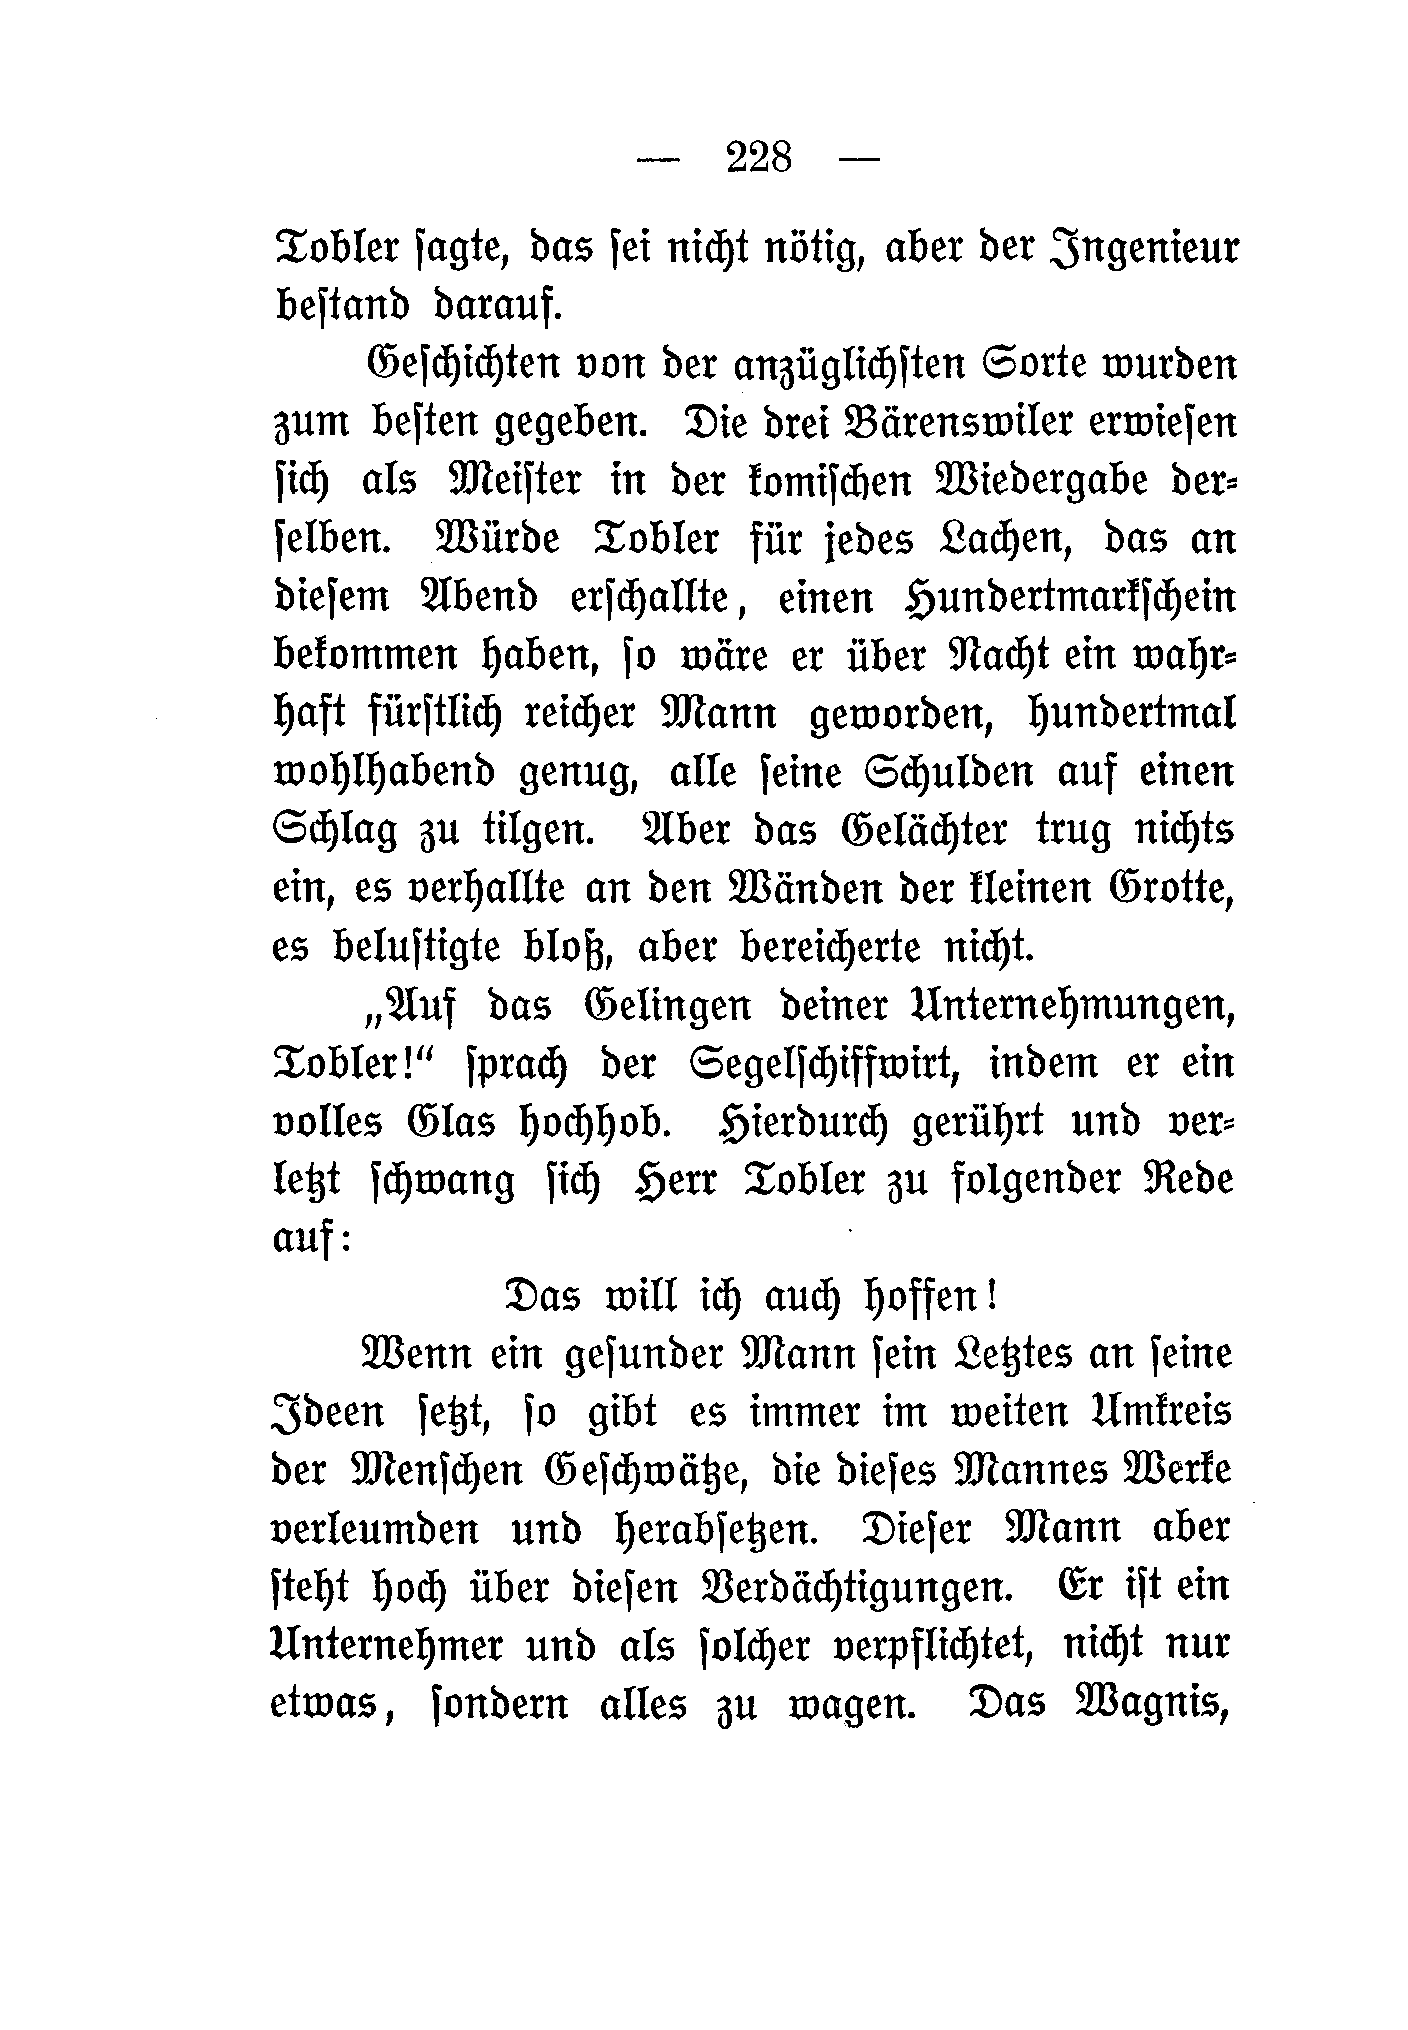 — 228 —
Tobler ſagte, das ſei nicht nötig, aber der Ingenieur
beſtand darauf.
Geſchichten von der anzüglichſten Sorte wurden
zum beſten gegeben. Die drei Bärenswiler erwieſen
ſich als Meiſter in der komiſchen Wiedergabe der⸗
ſelben. Würde Tobler für jedes Lachen, das an
dieſem Abend erſchallte, einen Hundertmarkſchein
bekommen haben, ſo wäre er über Nacht ein wahr⸗
haft fürſtlich reicher Mann geworden, hundertmal
wohlhabend genug, alle ſeine Schulden auf einen
Schlag zu tilgen. Aber das Gelächter trug nichts
ein, es verhallte an den Wänden der kleinen Grotte,
es beluſtigte bloß, aber bereicherte nicht.
„Auf das Gelingen deiner Unternehmungen,
Tobler!“ ſprach der Segelſchiffwirt, indem er ein
volles Glas hochhob. Hierdurch gerührt und ver⸗
letzt ſchwang ſich Herr Tobler zu folgender Rede
auf:
Das will ich auch hoffen!
Wenn ein geſunder Mann ſein Letztes an ſeine
Ideen ſetzt, ſo gibt es immer im weiten Umkreis
der Menſchen Geſchwätze, die dieſes Mannes Werke
verleumden und herabſetzen. Dieſer Mann aber
ſteht hoch über dieſen Verdächtigungen. Er iſt ein
Unternehmer und als ſolcher verpflichtet, nicht nur
etwas, ſondern alles zu wagen. Das Wagnis,